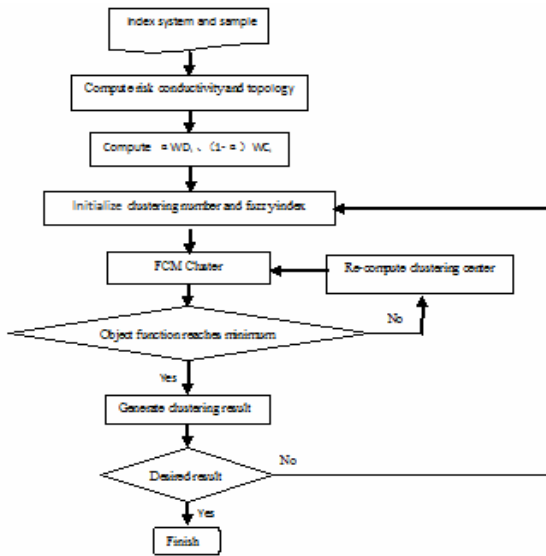 Index system and sample
Compute risk conductivity and topology
Compute αWD, 、（1-α）WC,
Initialize clustering number and fuzzy index
FCM Cluster
Re-compute clustering center
Object function reaches minimum
No
Yes
Generate clustering result
Desired result
No
Yes
Finish